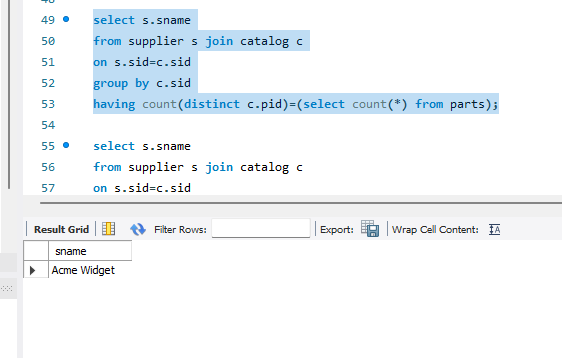 49 select s.sname
50 from supplier s join catalog c
51 on s.sid=c.sid
52 group by c.sid
53 having count(distinct c.pid)=(select count(*) from parts);
54
55 select s.sname
56 from supplier s join catalog c
57 on s.sid=c.sid
Result Grid Filter Rows: Export: Wrap Cell Content: IA
sname
Acme Widget